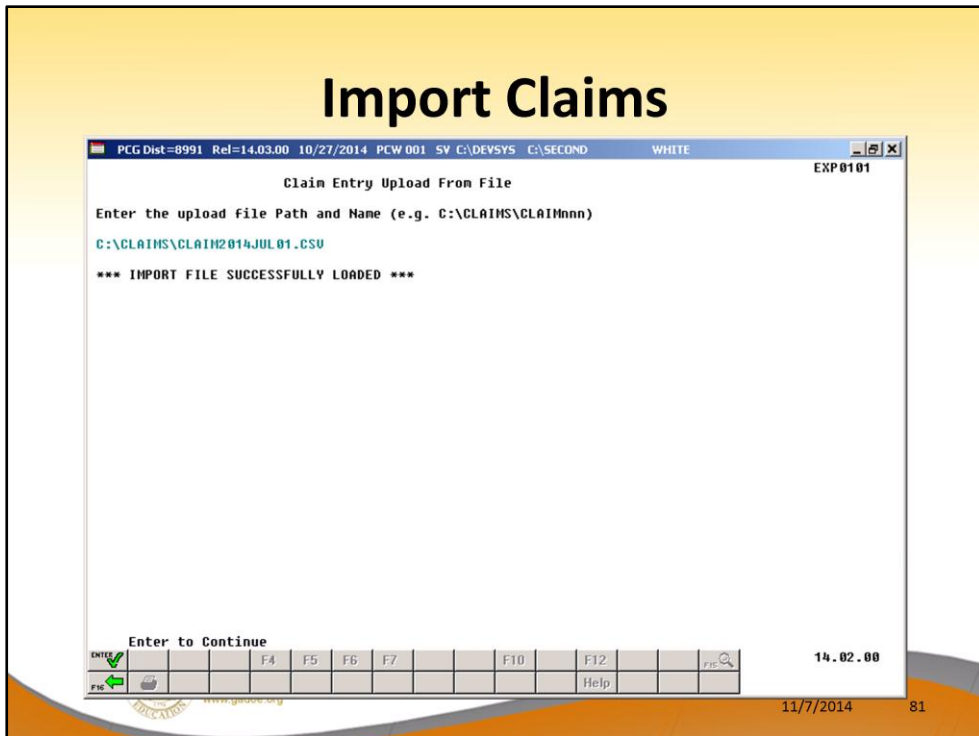 Import Claims
PCG Dist=8991 Rel=14.03.00 10/27/2014 PCW 001 SV C:\DEVSYS C:\SECOND WHITE
EXP0101
Claim Entry Upload From File
Enter the upload file Path and Name (e.g. C:\CLAIMS\CLAIMnnn)
C:\CLAIMS\CLAIM2014JUL01.CSV
*** IMPORT FILE SUCCESSFULLY LOADED ***
Enter to Continue
ENTER F4 F5 F6 F7 F10 F12 F15 14.02.00
F16 Help
EDUCATION www.gadoe.org 11/7/2014 81